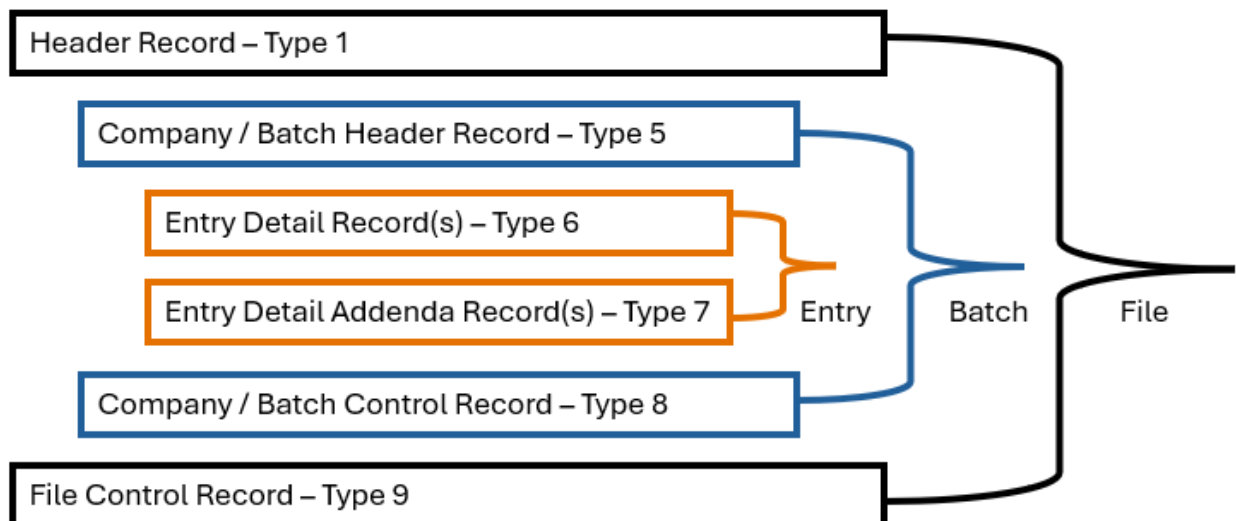 Header Record – Type 1
Company / Batch Header Record – Type 5
Entry Detail Record(s) – Type 6
Entry Detail Addenda Record(s) – Type 7
Entry
Batch
File
Company / Batch Control Record – Type 8
File Control Record – Type 9